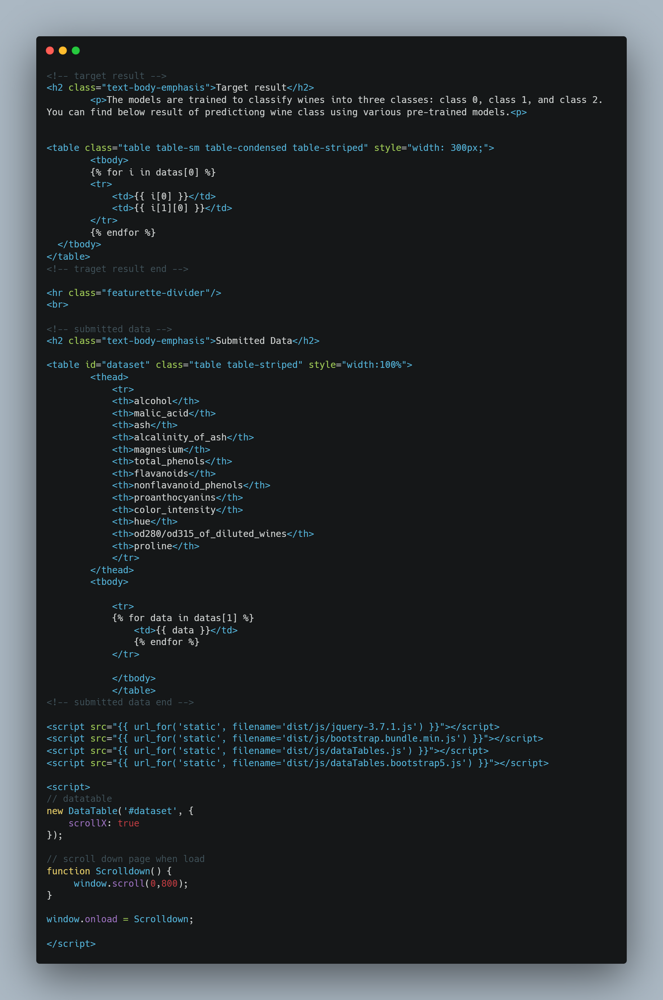 <!-- target result -->
<h2 class="text-body-emphasis">Target result</h2>
        <p>The models are trained to classify wines into three classes: class 0, class 1, and class 2.
You can find below result of predictiong wine class using various pre-trained models.<p>


<table class="table table-sm table-condensed table-striped" style="width: 300px;">
        <tbody>
        {% for i in datas[0] %}
        <tr>
            <td>{{ i[0] }}</td>
            <td>{{ i[1][0] }}</td>
        </tr>
        {% endfor %}
  </tbody>
</table>
<!-- traget result end -->

<hr class="featurette-divider"/>
<br>

<!-- submitted data -->
<h2 class="text-body-emphasis">Submitted Data</h2>

<table id="dataset" class="table table-striped" style="width:100%">
        <thead>
            <tr>
            <th>alcohol</th>
            <th>malic_acid</th>
            <th>ash</th>
            <th>alcalinity_of_ash</th>
            <th>magnesium</th>
            <th>total_phenols</th>
            <th>flavanoids</th>
            <th>nonflavanoid_phenols</th>
            <th>proanthocyanins</th>
            <th>color_intensity</th>
            <th>hue</th>
            <th>od280/od315_of_diluted_wines</th>
            <th>proline</th>
            </tr>
        </thead>
        <tbody>

            <tr>
            {% for data in datas[1] %}
                <td>{{ data }}</td>
                {% endfor %}
            </tr>

            </tbody>
            </table>
<!-- submitted data end -->

<script src="{{ url_for('static', filename='dist/js/jquery-3.7.1.js') }}"></script>
<script src="{{ url_for('static', filename='dist/js/bootstrap.bundle.min.js') }}"></script>
<script src="{{ url_for('static', filename='dist/js/dataTables.js') }}"></script>
<script src="{{ url_for('static', filename='dist/js/dataTables.bootstrap5.js') }}"></script>

<script>
// datatable
new DataTable('#dataset', {
    scrollX: true
});

// scroll down page when load
function Scrolldown() {
     window.scroll(0,800);
}

window.onload = Scrolldown;

</script>